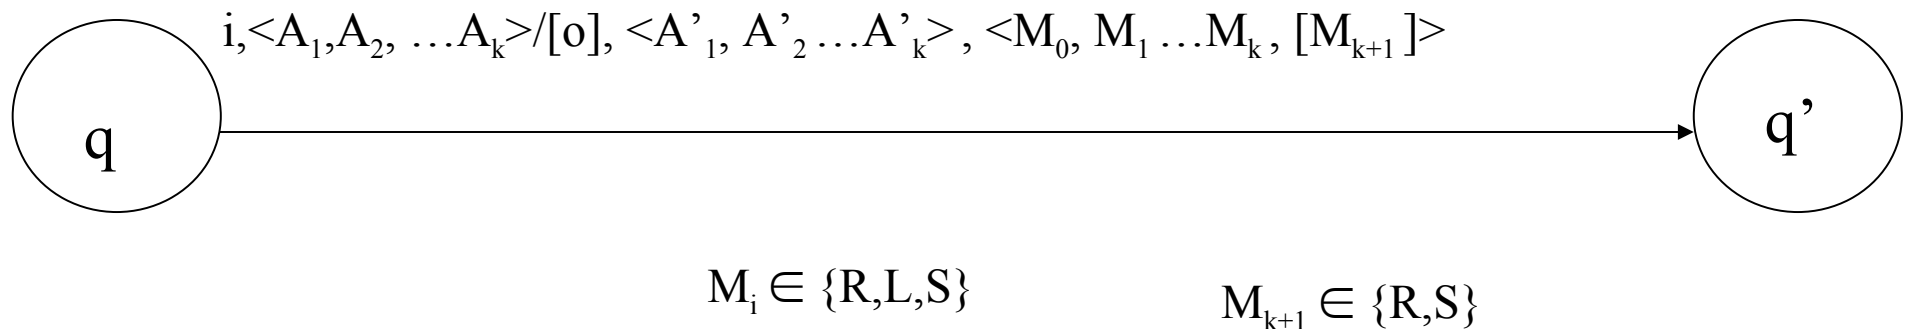 i,<A₁,A₂, …Aₖ>/[o], <A’₁, A’₂ …A’ₖ> , <M₀, M₁ …Mₖ , [Mₖ₊₁ ]>
q
q’
Mᵢ ∈ {R,L,S}
Mₖ₊₁ ∈ {R,S}